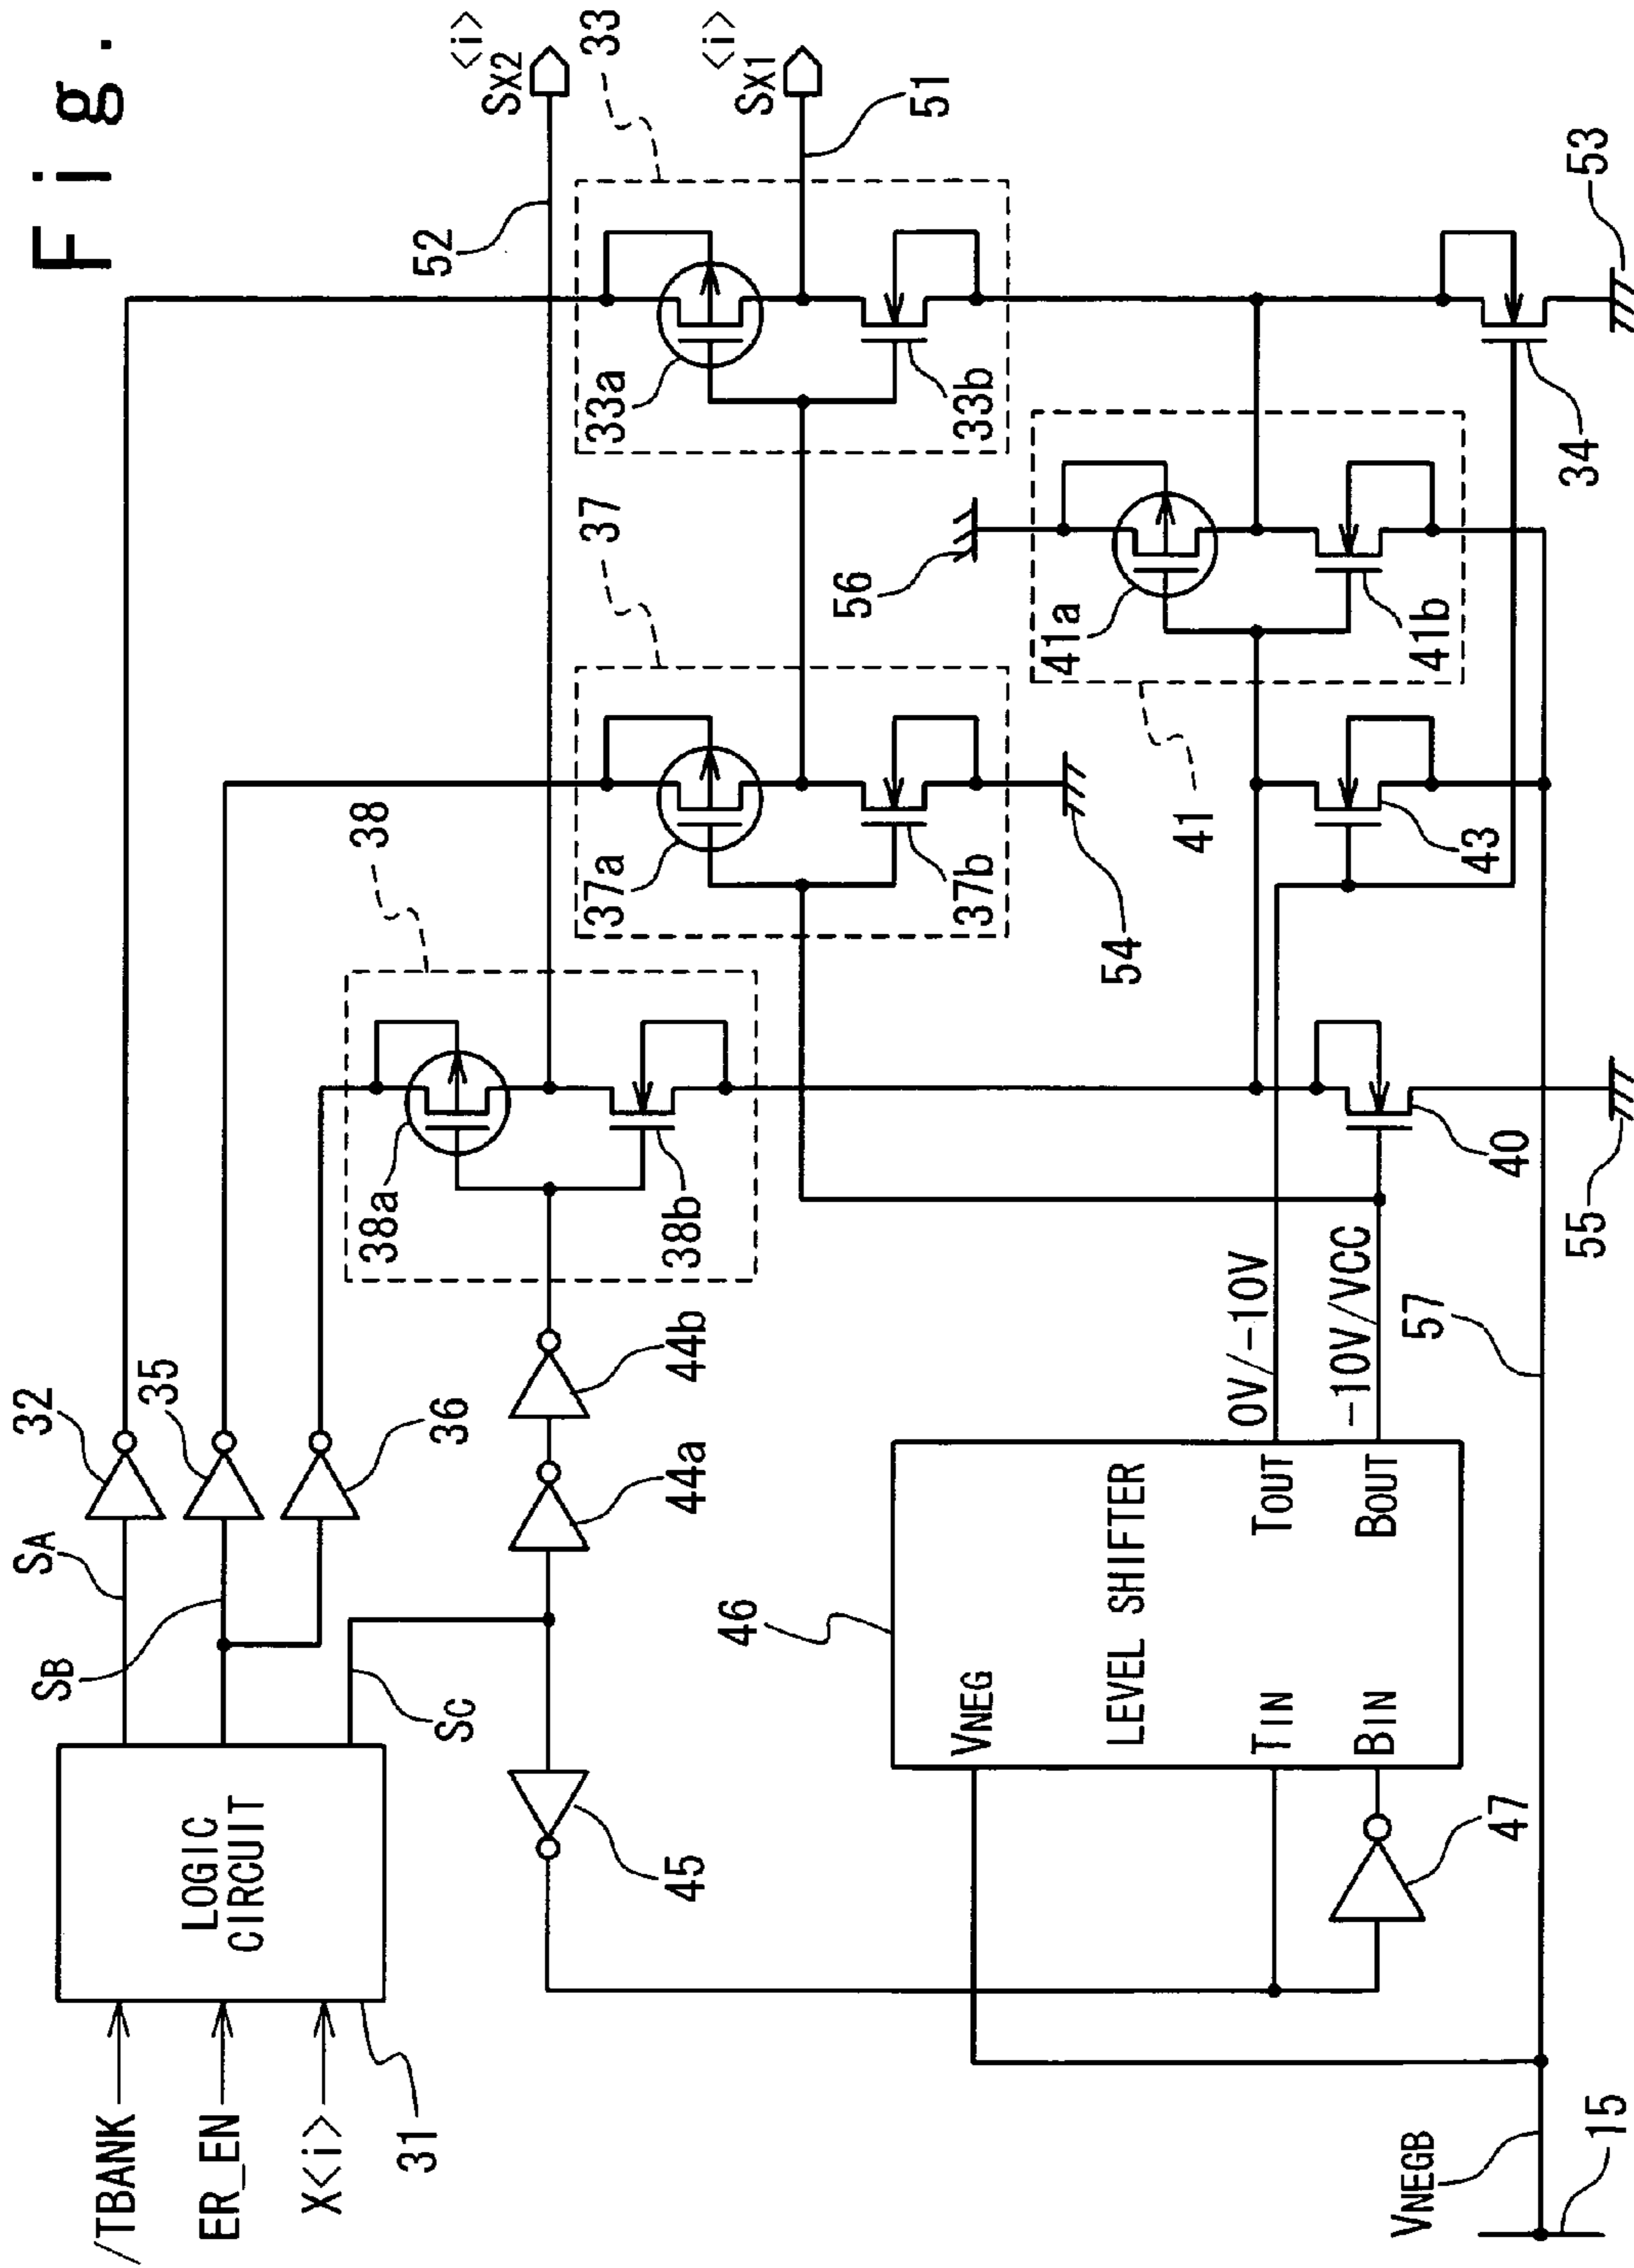 Fig.
/TBANK
ER_EN
X<i>
31
LOGIC
CIRCUIT
SA
SB
SC
32
35
36
44a
44b
45
38
38a
38b
37
37a
37b
33
33a
33b
52
SX2<i>
SX1<i>
51
56
54
41
41a
41b
43
34
53
40
55
46
VNEG
LEVEL SHIFTER
TIN
BIN
TOUT
BOUT
0V/-10V
-10V/VCC
57
47
VNEGB
15